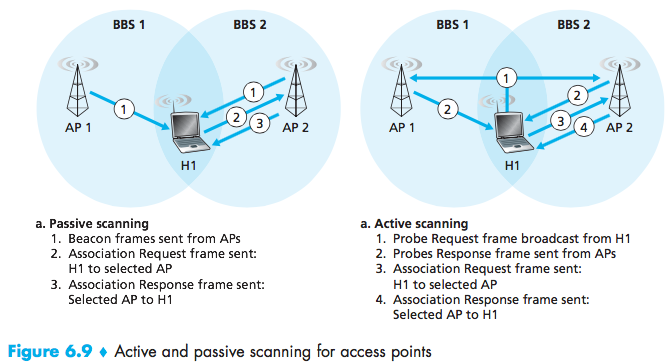 BBS 1
BBS 2
1
1
2
3
AP 1
AP 2
H1
a. Passive scanning
1. Beacon frames sent from APs
2. Association Request frame sent:
H1 to selected AP
3. Association Response frame sent:
Selected AP to H1
BBS 1
BBS 2
1
2
2
3
4
AP 1
AP 2
H1
a. Active scanning
1. Probe Request frame broadcast from H1
2. Probes Response frame sent from APs
3. Association Request frame sent:
H1 to selected AP
4. Association Response frame sent:
Selected AP to H1
Figure 6.9 ♦ Active and passive scanning for access points